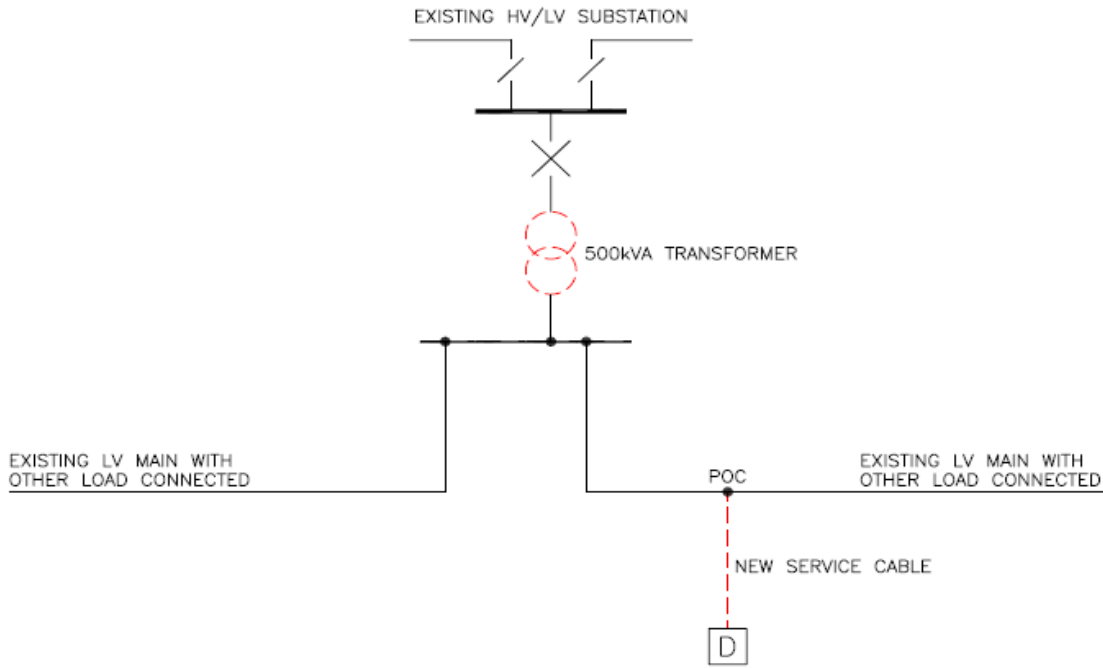 EXISTING HV/LV SUBSTATION
500kVA TRANSFORMER
EXISTING LV MAIN WITH
OTHER LOAD CONNECTED
POC
EXISTING LV MAIN WITH
OTHER LOAD CONNECTED
NEW SERVICE CABLE
D